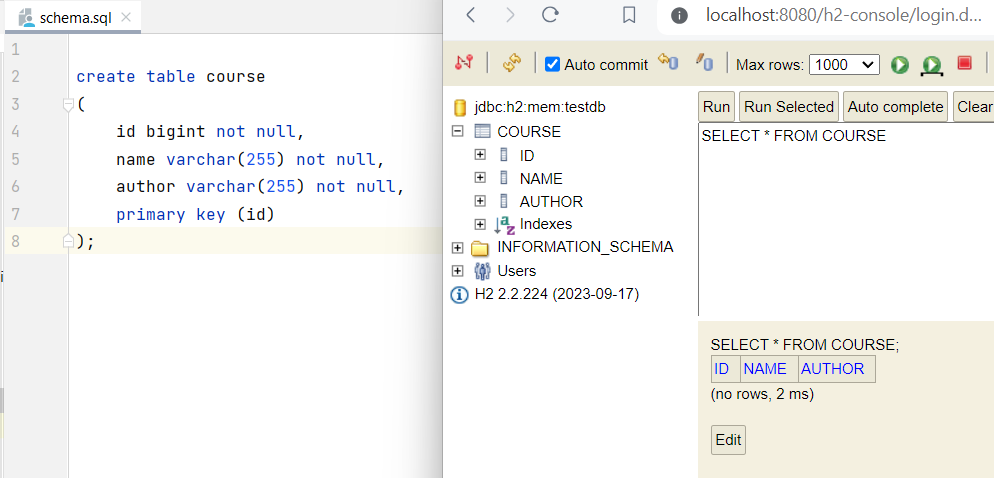 schema.sql
1
2 create table course
3 (
4 id bigint not null,
5 name varchar(255) not null,
6 author varchar(255) not null,
7 primary key (id)
8 );
localhost:8080/h2-console/login.d...
Auto commit Max rows: 1000
jdbc:h2:mem:testdb
COURSE
ID
NAME
AUTHOR
Indexes
INFORMATION_SCHEMA
Users
H2 2.2.224 (2023-09-17)
Run Run Selected Auto complete Clear
SELECT * FROM COURSE
SELECT * FROM COURSE;
ID NAME AUTHOR
(no rows, 2 ms)
Edit